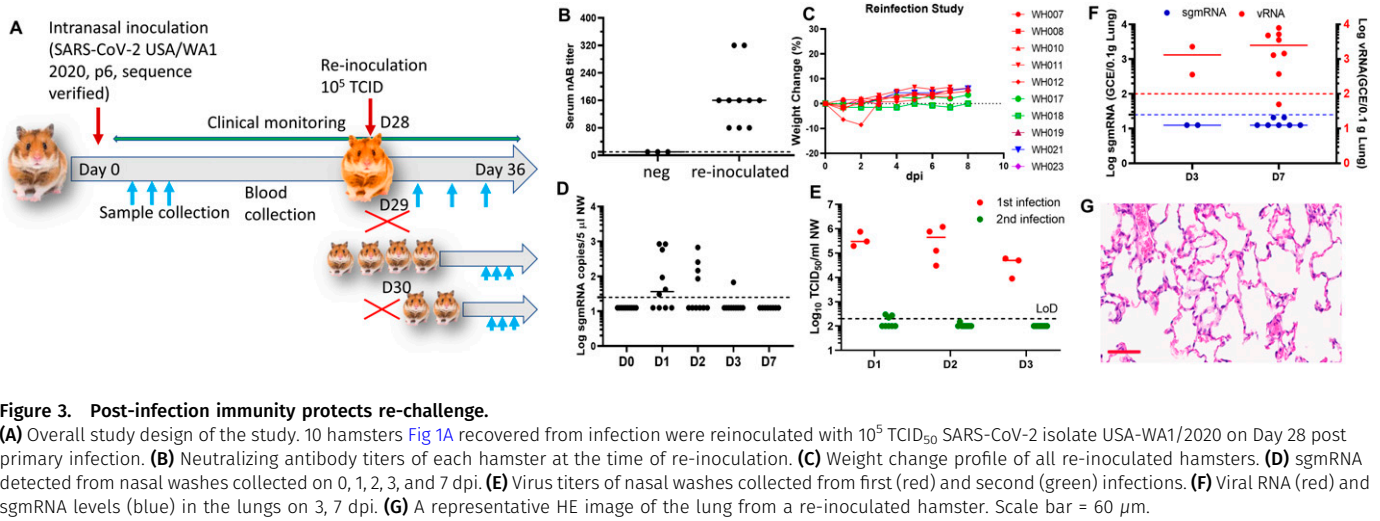 A
Intranasal inoculation
(SARS-CoV-2 USA/WA1
2020, p6, sequence
verified)
Re-inoculation
10⁵ TCID
Clinical monitoring
D28
Day 0
Day 36
Sample collection
Blood
collection
D29
D30
B
Serum nAB titer
320
240
160
80
0
neg
re-inoculated
C
Reinfection Study
Weight Change (%)
30
20
10
0
-10
-20
0
2
4
6
8
10
dpi
WH007
WH008
WH010
WH011
WH012
WH017
WH018
WH019
WH021
WH023
D
Log sgmRNA copies/5 µl NW
4
3
2
1
0
D0
D1
D2
D3
D7
E
Log₁₀ TCID₅₀/ml NW
7
6
5
4
3
2
1
1st infection
2nd infection
LoD
D1
D2
D3
F
sgmRNA
vRNA
Log sgmRNA (GCE/0.1g Lung)
4
3
2
1
0
Log vRNA(GCE/0.1 g Lung)
4
3
2
1
0
D3
D7
G
Figure 3. Post-infection immunity protects re-challenge.
(A) Overall study design of the study. 10 hamsters Fig 1A recovered from infection were reinoculated with 10⁵ TCID₅₀ SARS-CoV-2 isolate USA-WA1/2020 on Day 28 post
primary infection. (B) Neutralizing antibody titers of each hamster at the time of re-inoculation. (C) Weight change profile of all re-inoculated hamsters. (D) sgmRNA
detected from nasal washes collected on 0, 1, 2, 3, and 7 dpi. (E) Virus titers of nasal washes collected from first (red) and second (green) infections. (F) Viral RNA (red) and
sgmRNA levels (blue) in the lungs on 3, 7 dpi. (G) A representative HE image of the lung from a re-inoculated hamster. Scale bar = 60 µm.